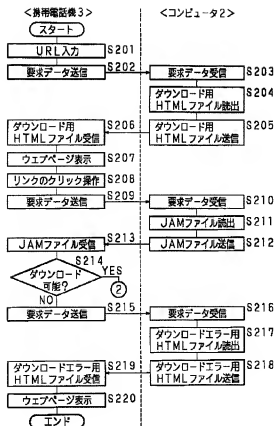 <携帯電話機3> <コンピュータ2>
スタート
URL入力 S201
要求データ送信 S202
要求データ受信 S203
ダウンロード用 S204
HTMLファイル読出
ダウンロード用 S205
HTMLファイル送信
ダウンロード用 S206
HTMLファイル受信
ウェブページ表示 S207
リンクのクリック操作 S208
要求データ送信 S209
要求データ受信 S210
JAMファイル読出 S211
JAMファイル送信 S212
JAMファイル受信 S213
ダウンロード S214
可能?
YES
②
NO
要求データ送信 S215
要求データ受信 S216
ダウンロードエラー用 S217
HTMLファイル読出
ダウンロードエラー用 S218
HTMLファイル送信
ダウンロードエラー用 S219
HTMLファイル受信
ウェブページ表示 S220
エンド